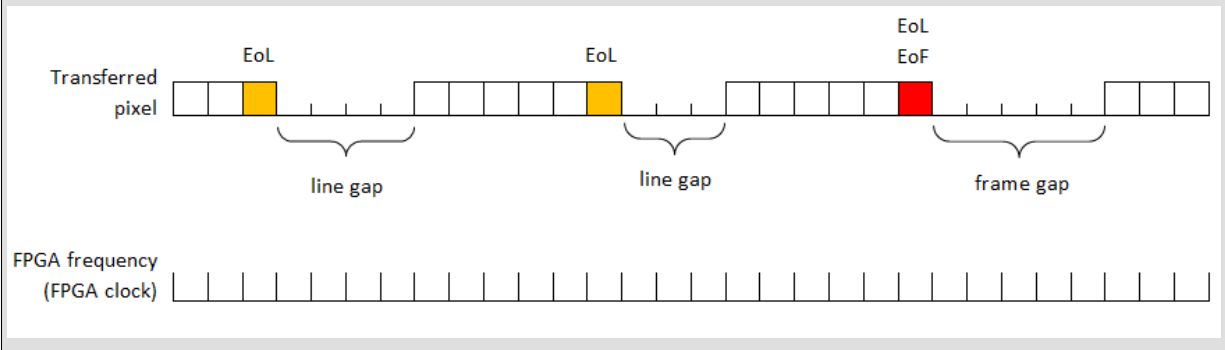 EoL
EoL
EoL
EoF
Transferred
pixel
line gap
line gap
frame gap
FPGA frequency
(FPGA clock)